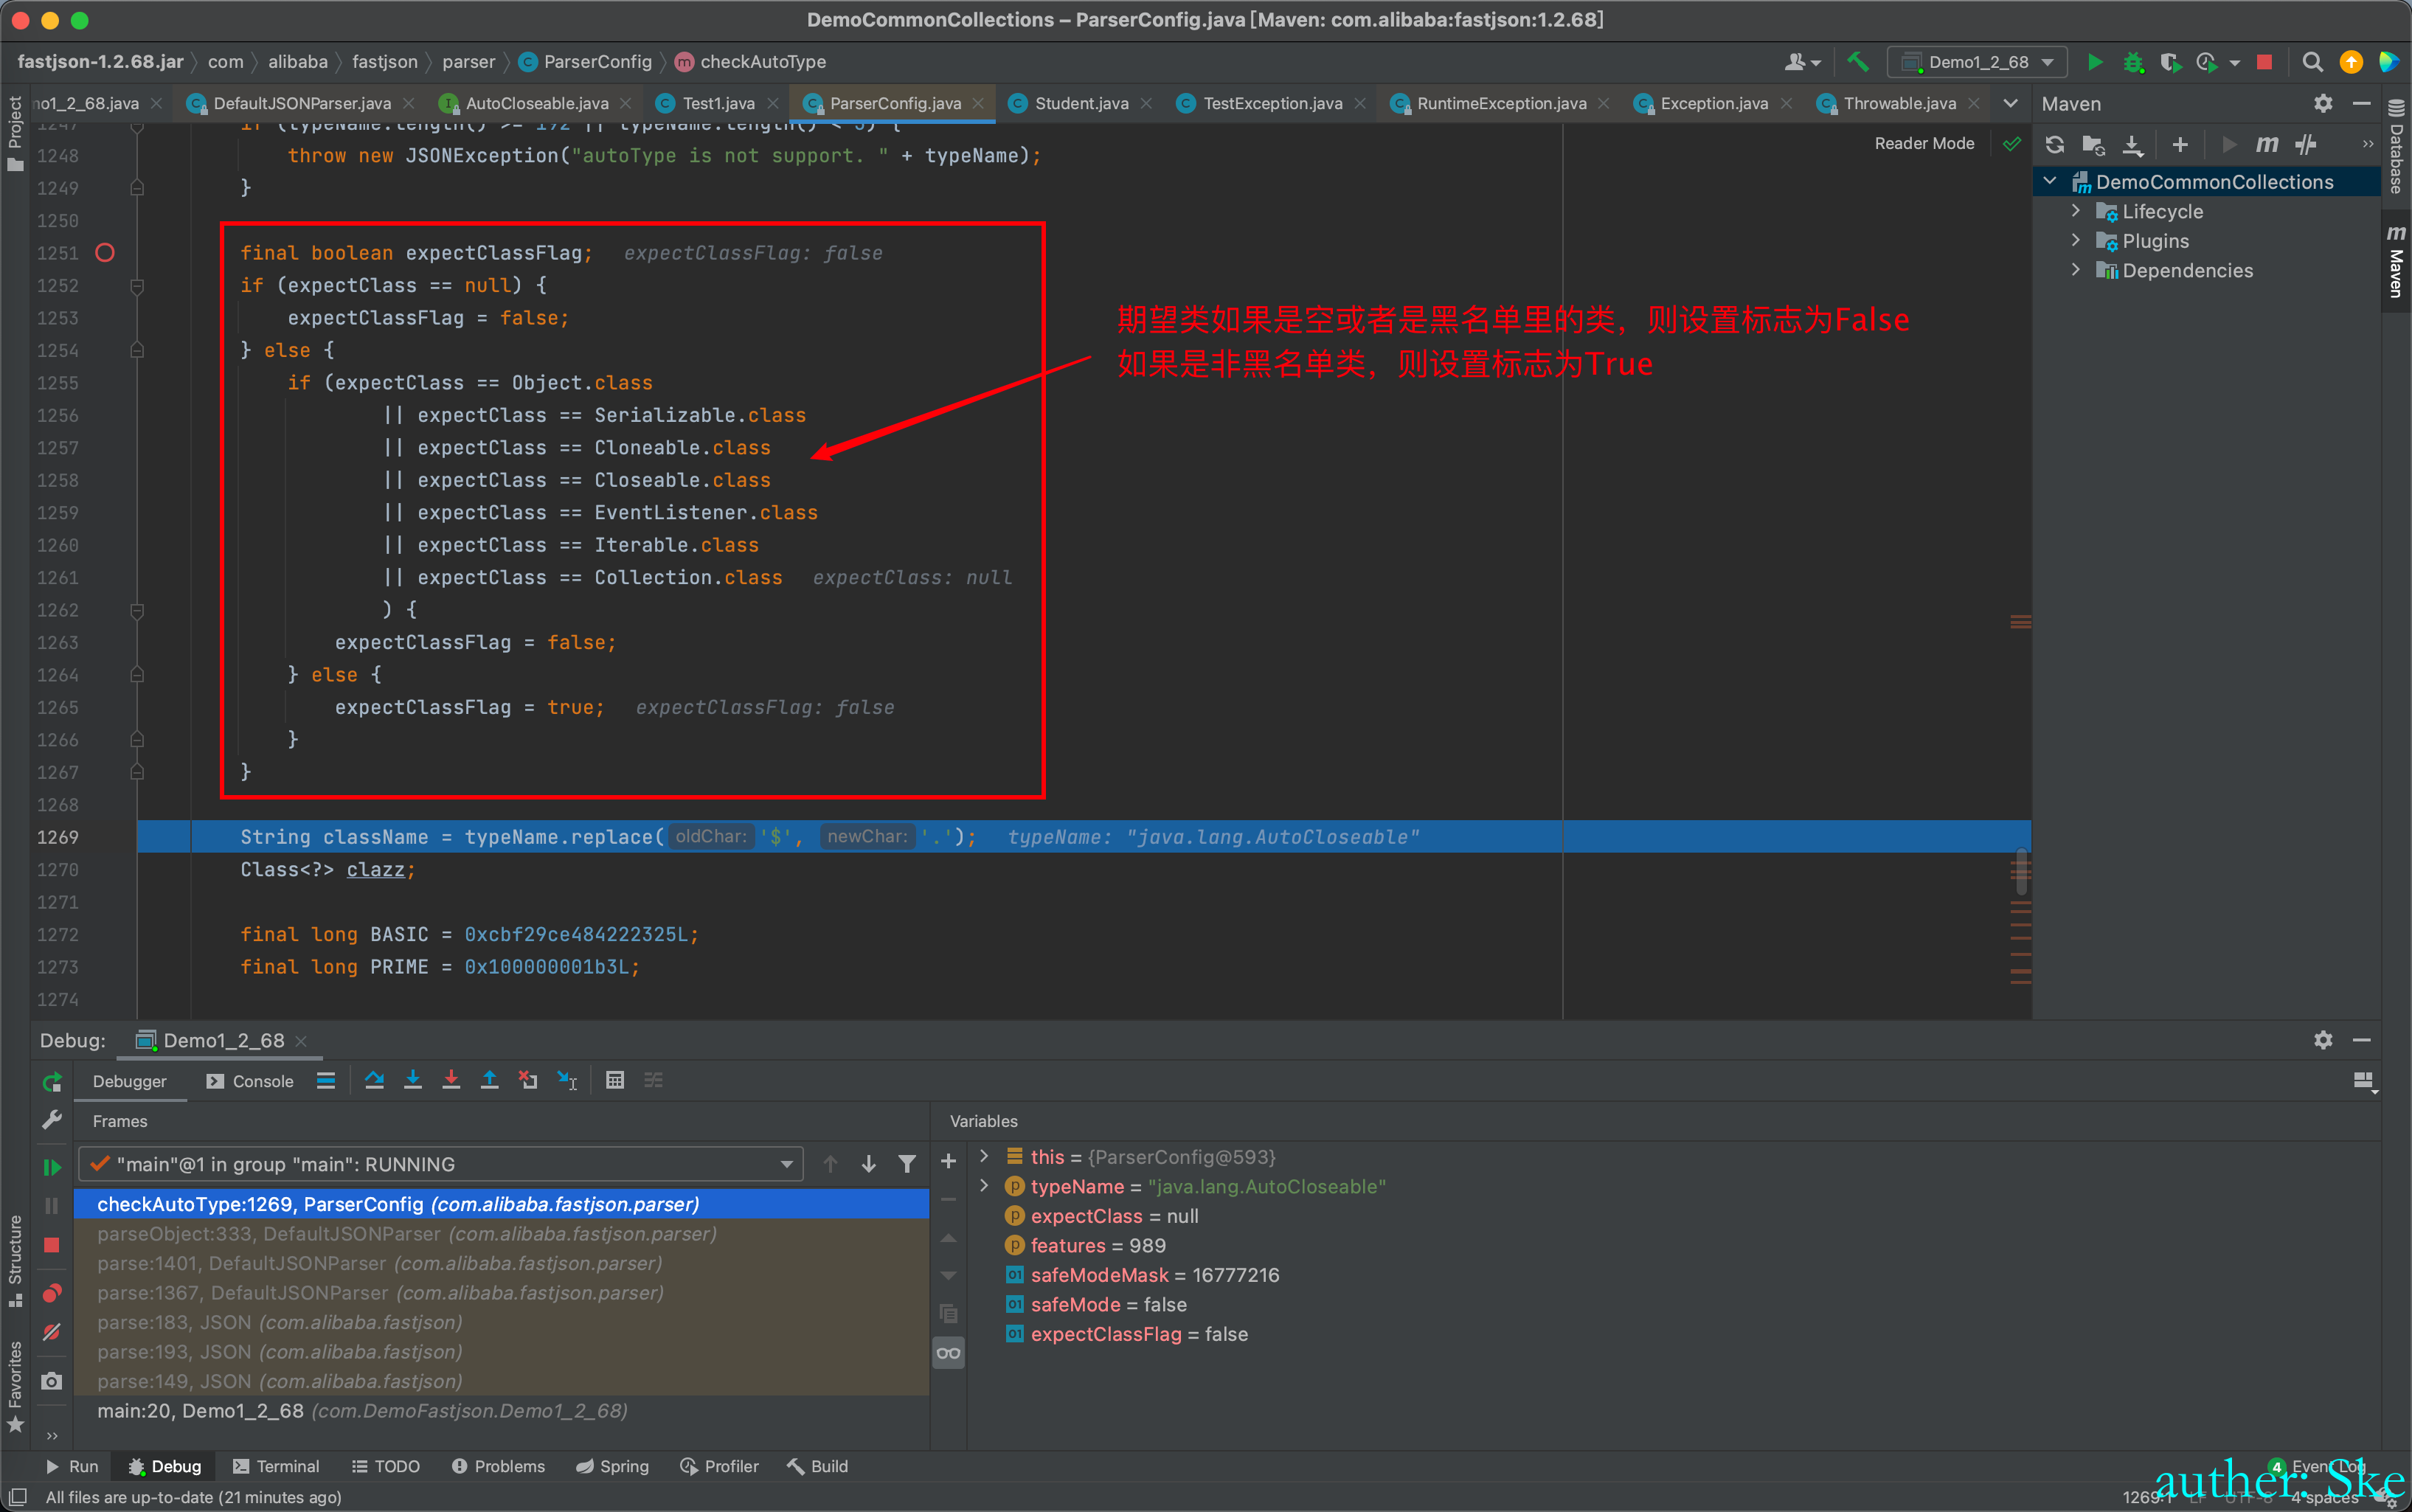 DemoCommonCollections – ParserConfig.java [Maven: com.alibaba:fastjson:1.2.68]
fastjson-1.2.68.jar com alibaba fastjson parser ParserConfig checkAutoType
Demo1_2_68
no1_2_68.java DefaultJSONParser.java AutoCloseable.java Test1.java ParserConfig.java Student.java TestException.java RuntimeException.java Exception.java Throwable.java
Maven
Project
Database
Maven
Reader Mode
DemoCommonCollections
Lifecycle
Plugins
Dependencies
1247 if (typeName.length() >= 192 || typeName.length() < 3) {
1248 throw new JSONException("autoType is not support. " + typeName);
1249 }
1250
1251 final boolean expectClassFlag; expectClassFlag: false
1252 if (expectClass == null) {
1253 expectClassFlag = false;
1254 } else {
1255 if (expectClass == Object.class
1256 || expectClass == Serializable.class
1257 || expectClass == Cloneable.class
1258 || expectClass == Closeable.class
1259 || expectClass == EventListener.class
1260 || expectClass == Iterable.class
1261 || expectClass == Collection.class expectClass: null
1262 ) {
1263 expectClassFlag = false;
1264 } else {
1265 expectClassFlag = true; expectClassFlag: false
1266 }
1267 }
1268
1269 String className = typeName.replace( oldChar: '$', newChar: '.'); typeName: "java.lang.AutoCloseable"
1270 Class<?> clazz;
1271
1272 final long BASIC = 0xcbf29ce484222325L;
1273 final long PRIME = 0x100000001b3L;
1274
期望类如果是空或者是黑名单里的类，则设置标志为False
如果是非黑名单类，则设置标志为True
Debug: Demo1_2_68
Debugger Console
Frames
"main"@1 in group "main": RUNNING
checkAutoType:1269, ParserConfig (com.alibaba.fastjson.parser)
parseObject:333, DefaultJSONParser (com.alibaba.fastjson.parser)
parse:1401, DefaultJSONParser (com.alibaba.fastjson.parser)
parse:1367, DefaultJSONParser (com.alibaba.fastjson.parser)
parse:183, JSON (com.alibaba.fastjson)
parse:193, JSON (com.alibaba.fastjson)
parse:149, JSON (com.alibaba.fastjson)
main:20, Demo1_2_68 (com.DemoFastjson.Demo1_2_68)
Variables
this = {ParserConfig@593}
typeName = "java.lang.AutoCloseable"
expectClass = null
features = 989
safeModeMask = 16777216
safeMode = false
expectClassFlag = false
Structure
Favorites
Run Debug Terminal TODO Problems Spring Profiler Build
4 Event Log
All files are up-to-date (21 minutes ago)
1269:1 LF UTF-8 4 spaces
auther: Ske